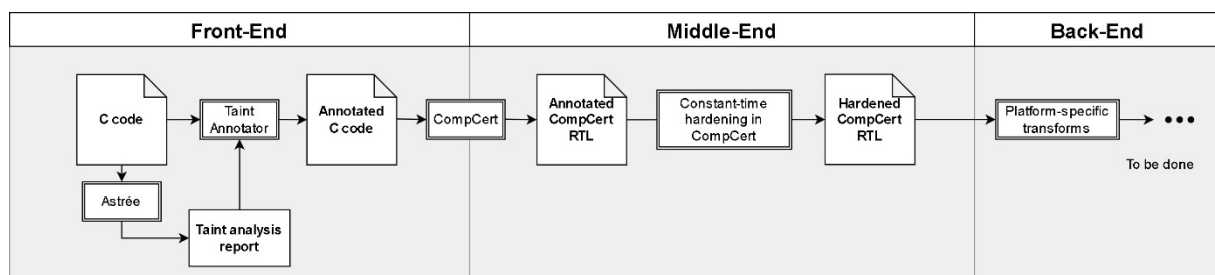 Front-End
Middle-End
Back-End
C code
Taint
Annotator
Annotated
C code
CompCert
Annotated
CompCert
RTL
Constant-time
hardening in
CompCert
Hardened
CompCert
RTL
Platform-specific
transforms
•••
To be done
Astrée
Taint analysis
report